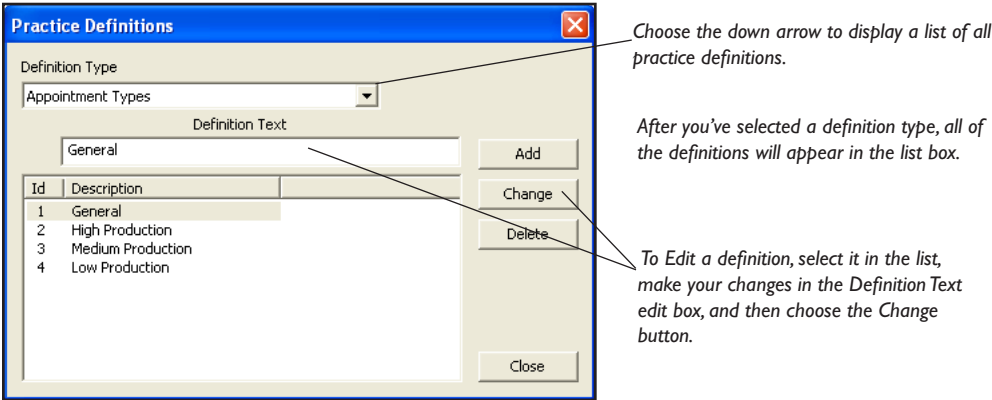 Practice Definitions
Choose the down arrow to display a list of all
practice definitions.
Definition Type
Appointment Types
Definition Text
General
Add
After you've selected a definition type, all of
the definitions will appear in the list box.
Id Description
Change
1 General
2 High Production
Delete
3 Medium Production
4 Low Production
To Edit a definition, select it in the list,
make your changes in the Definition Text
edit box, and then choose the Change
button.
Close